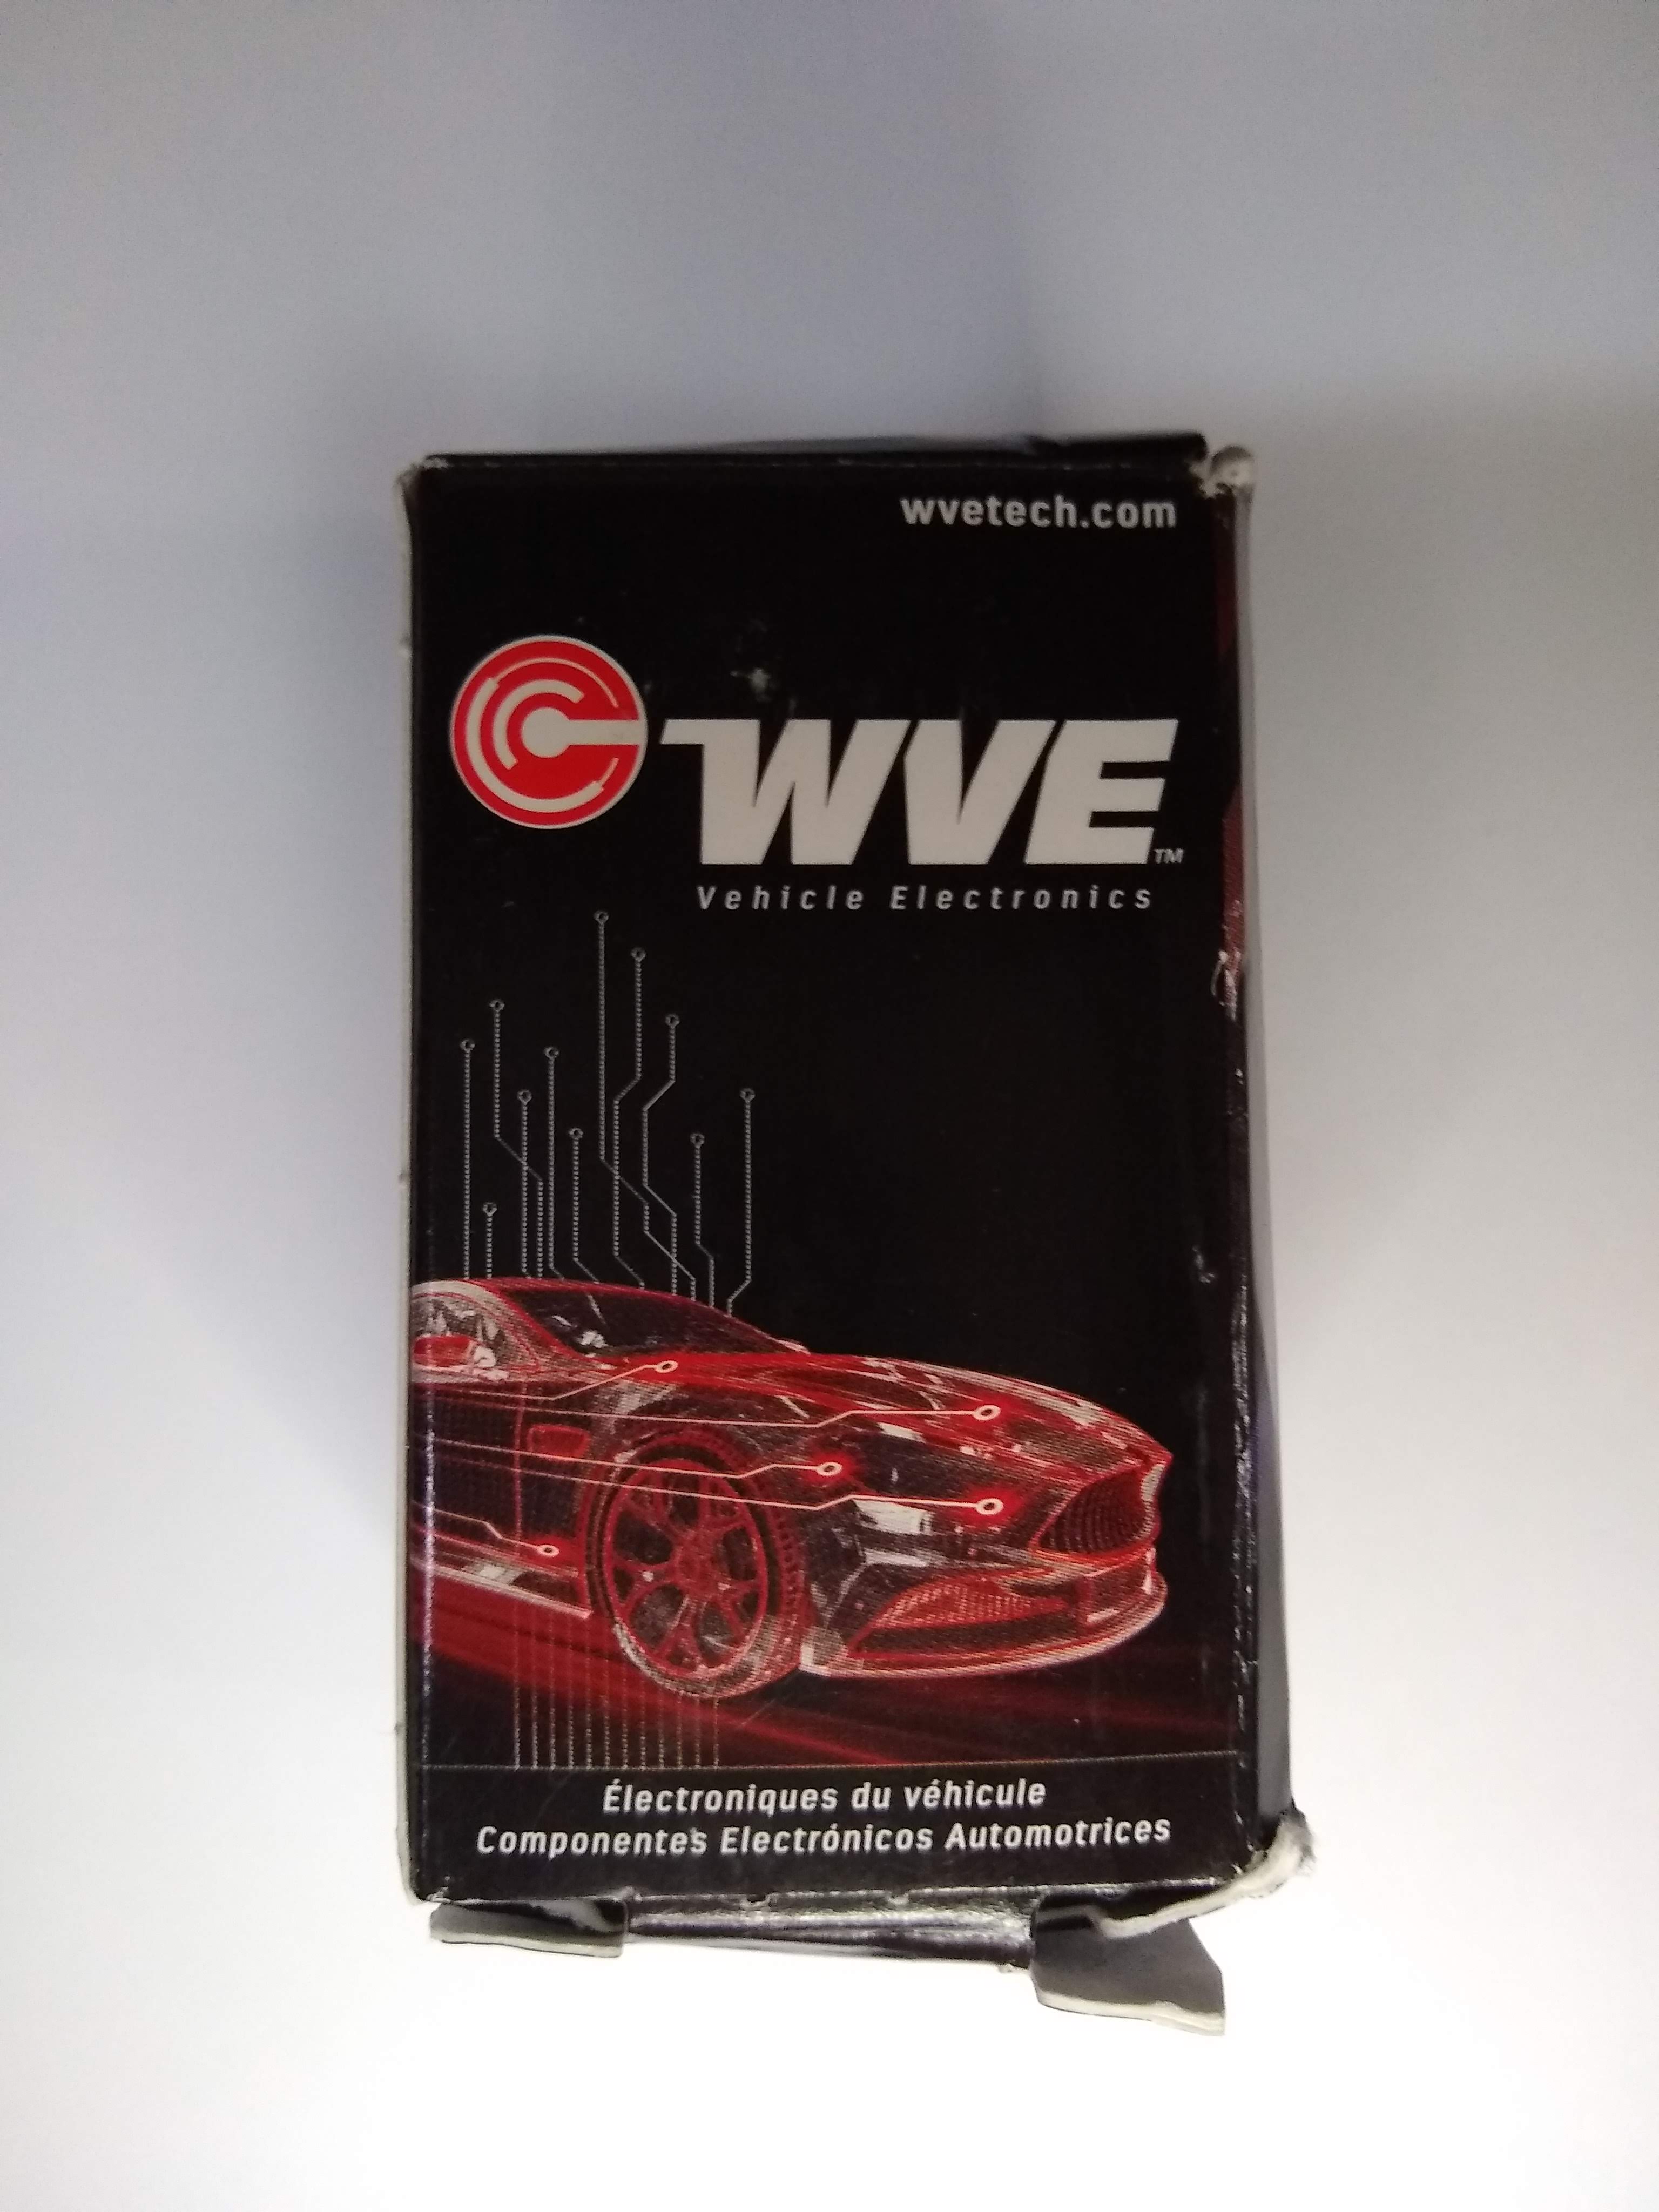 wvetech.com
WVE™
Vehicle Electronics
Électroniques du véhicule
Componentes Electrónicos Automotrices